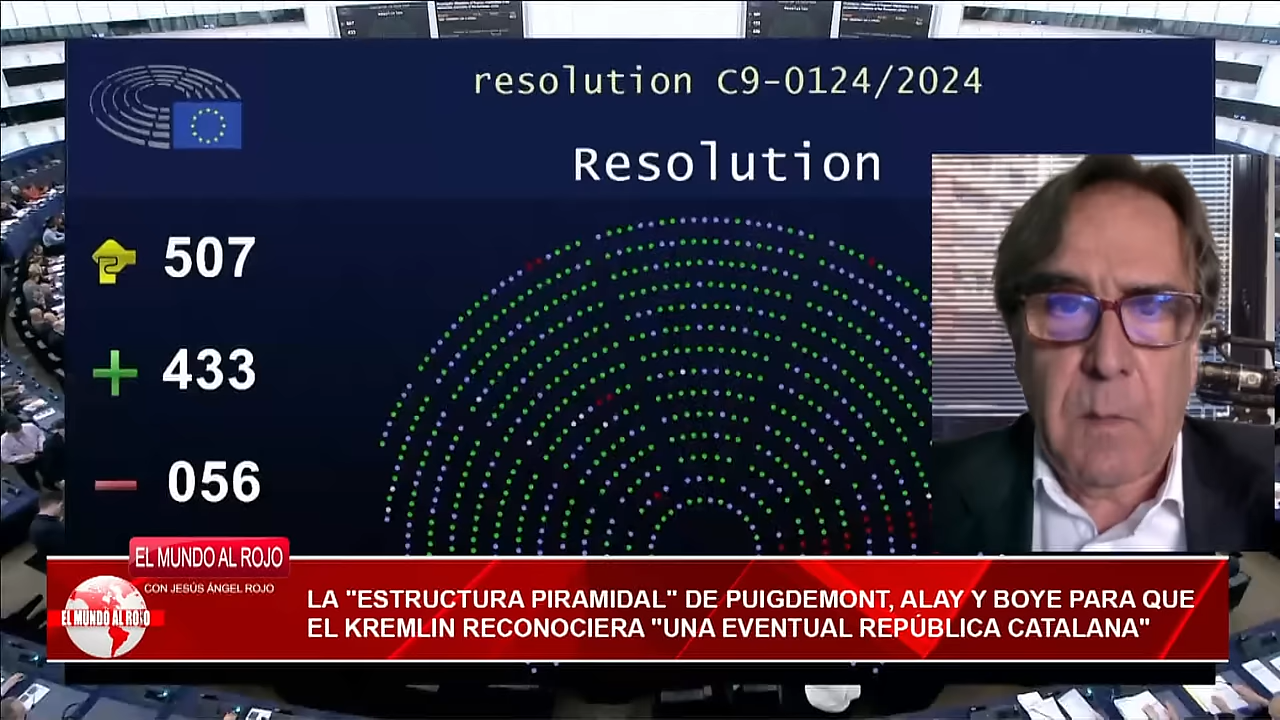 resolution C9-0124/2024
Resolution
507
433
056
EL MUNDO AL ROJO
CON JESÚS ÁNGEL ROJO
EL MUNDO AL ROJO
LA "ESTRUCTURA PIRAMIDAL" DE PUIGDEMONT, ALAY Y BOYE PARA QUE
EL KREMLIN RECONOCIERA "UNA EVENTUAL REPÚBLICA CATALANA"